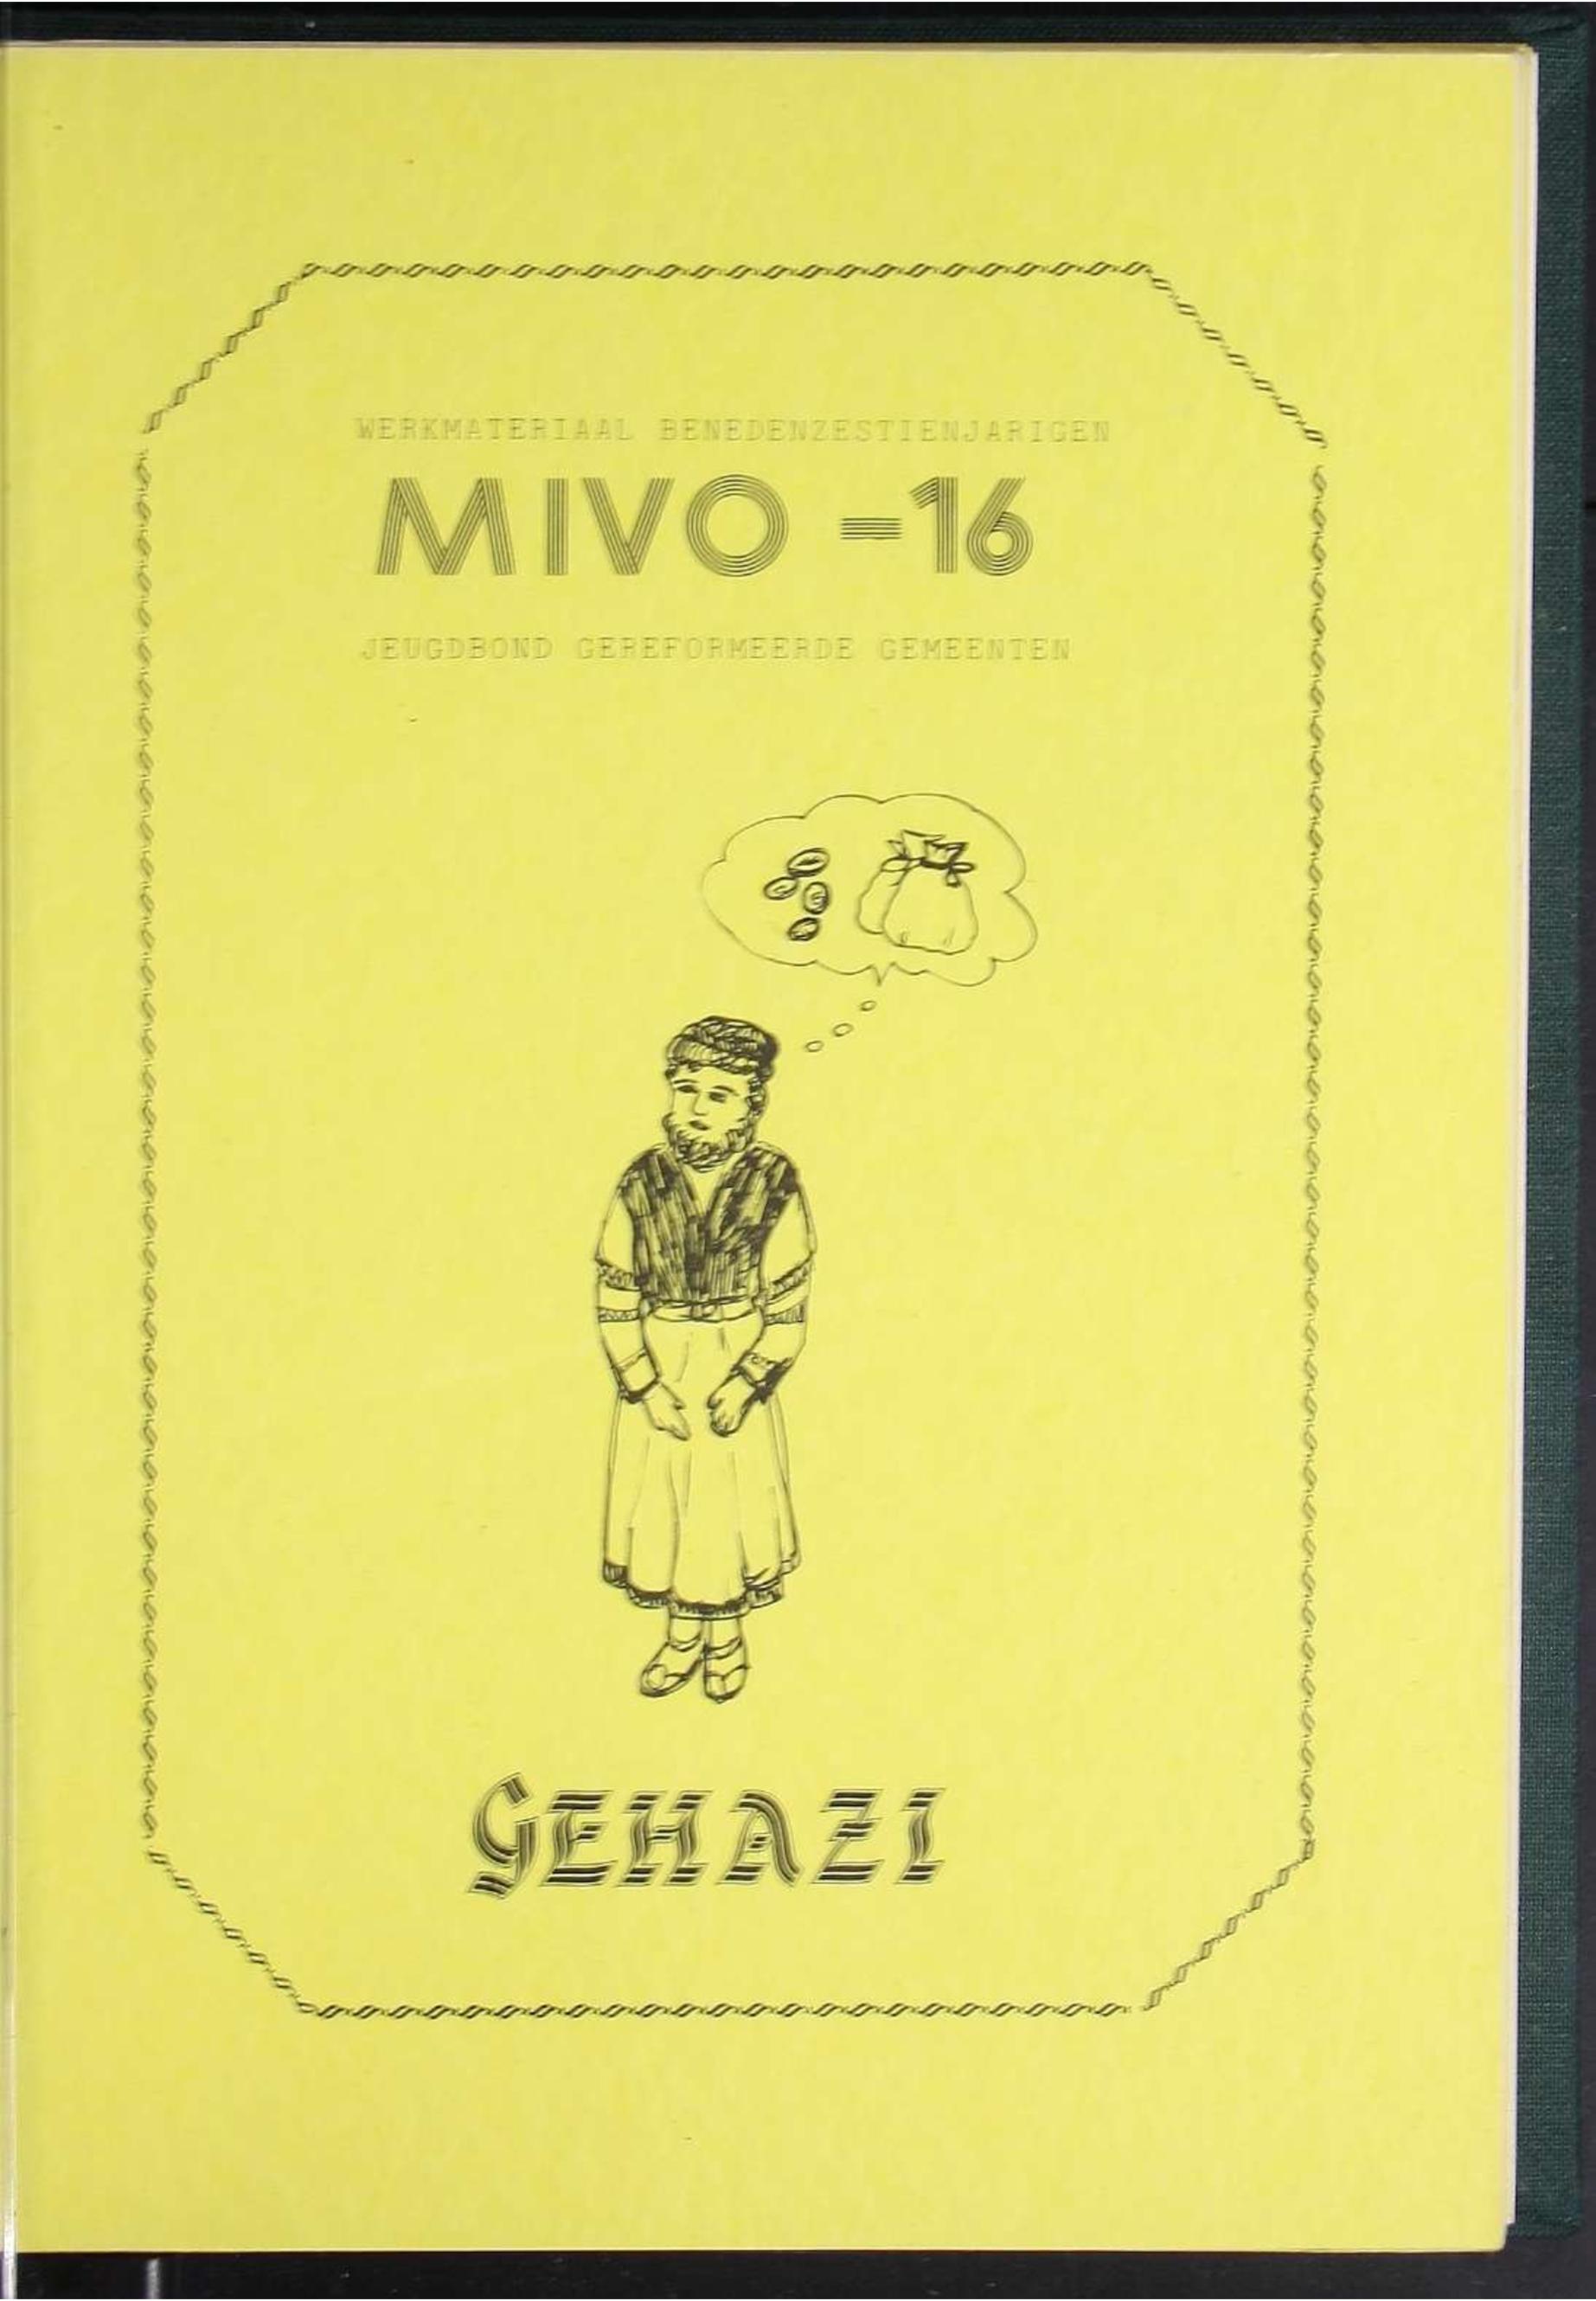 WERKMATERIAAL BENEDENZESTIENJARIGEN
MIVO -16
JEUGDBOND GEREFORMEERDE GEMEENTEN
GEHAZI